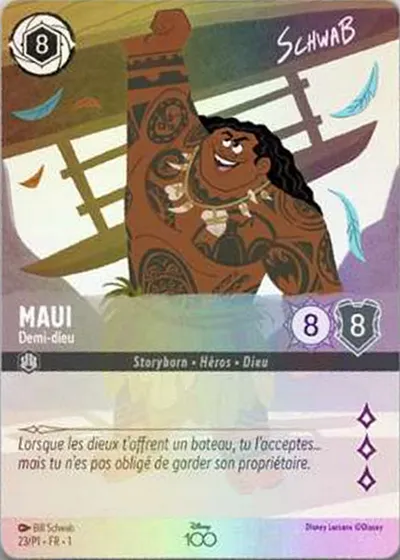 8
SCHWAB
MAUI
Demi-dieu
8
8
Storyborn • Héros • Dieu
Lorsque les dieux t'offrent un bateau, tu l'acceptes...
mais tu n'es pas obligé de garder son propriétaire.
Bill Schwab
23/P1 • FR • 1
Disney
100
Disney Lorcana ©Disney